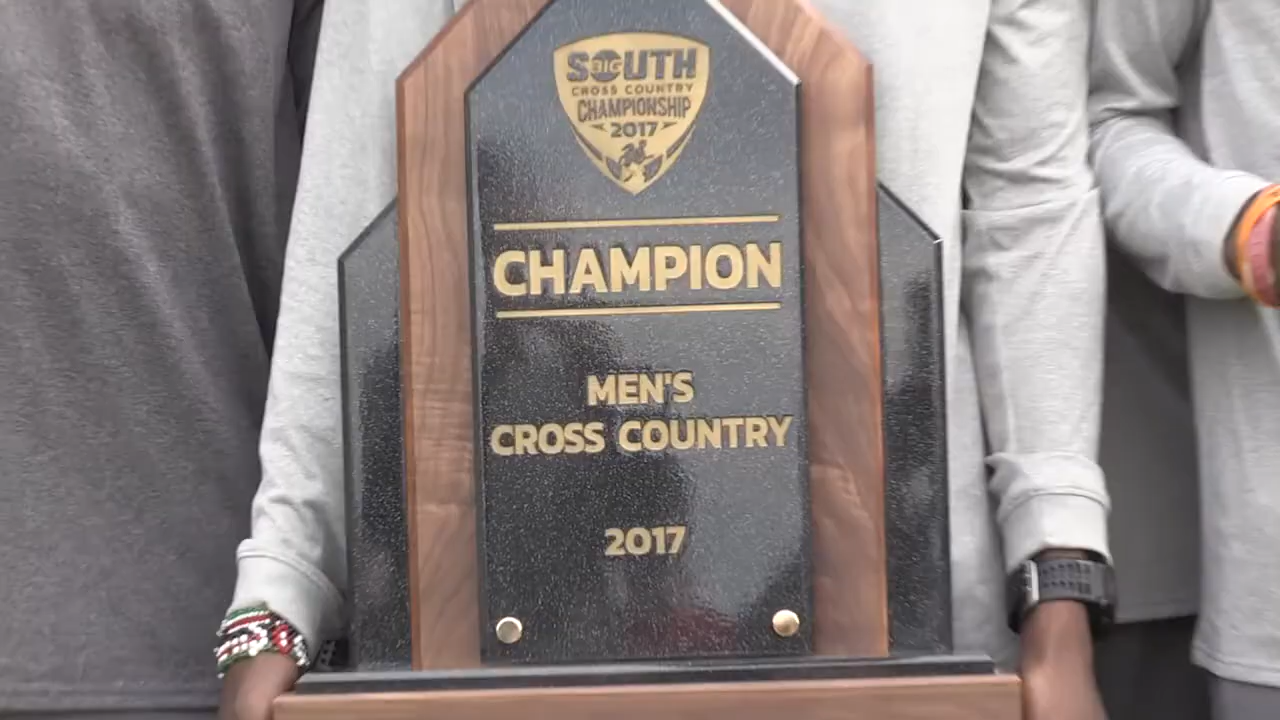 BIG SOUTH
CROSS COUNTRY
CHAMPIONSHIP
2017
CHAMPION
MEN'S
CROSS COUNTRY
2017